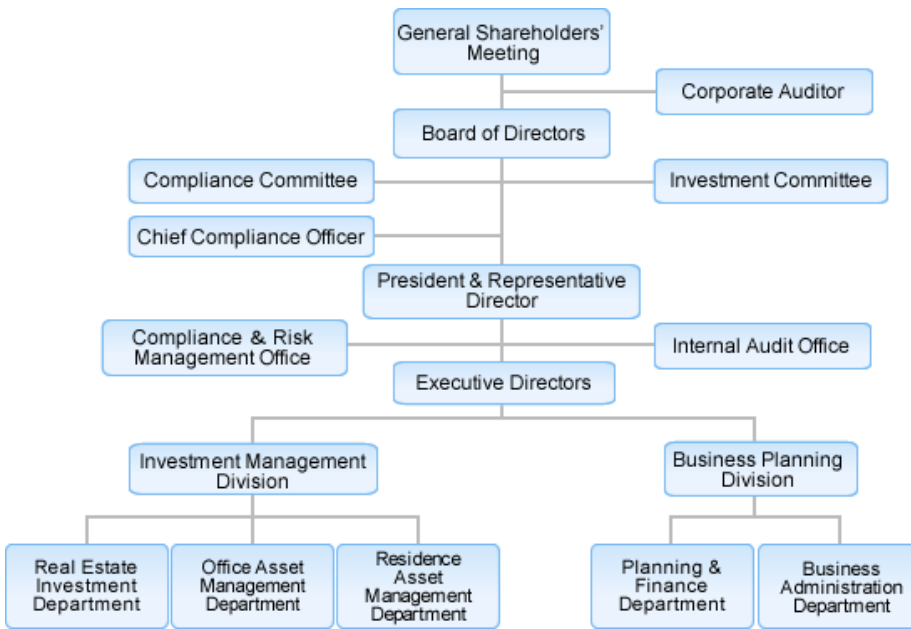 General Shareholders'
Meeting
Corporate Auditor
Board of Directors
Compliance Committee
Investment Committee
Chief Compliance Officer
President & Representative
Director
Compliance & Risk
Management Office
Internal Audit Office
Executive Directors
Investment Management
Division
Business Planning
Division
Real Estate
Investment
Department
Office Asset
Management
Department
Residence
Asset
Management
Department
Planning &
Finance
Department
Business
Administration
Department